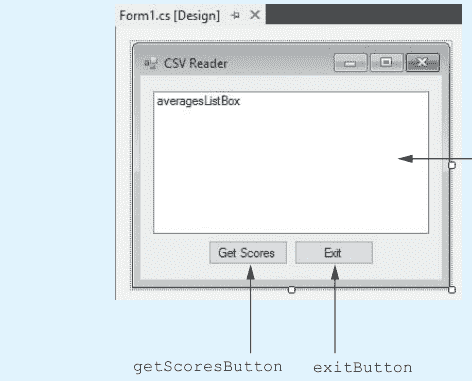 Form1.cs [Design]
CSV Reader
averagesListBox
Get Scores Exit
getScoresButton exitButton